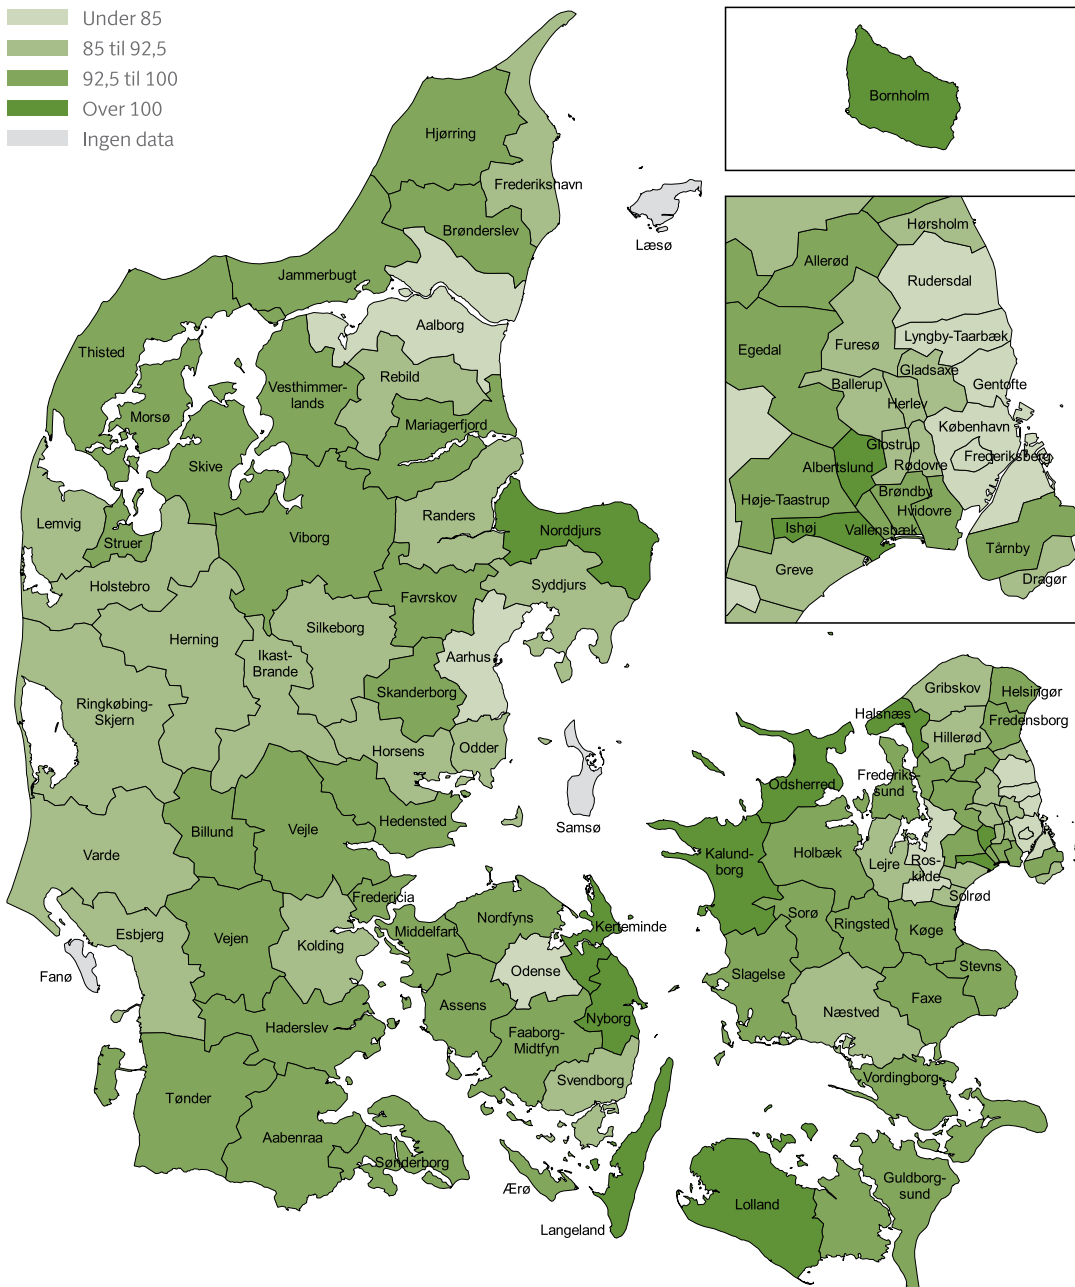 Under 85
85 til 92,5
92,5 til 100
Over 100
Ingen data
Bornholm
Hjørring
Frederikshavn
Brønderslev
Læsø
Jammerbugt
Aalborg
Thisted
Rebild
Vesthimmer-
lands
Morsø
Mariagerfjord
Skive
Lemvig
Struer
Viborg
Randers
Norddjurs
Holstebro
Favrskov
Syddjurs
Silkeborg
Herning
Ikast-
Brande
Aarhus
Skanderborg
Ringkøbing-
Skjern
Horsens
Odder
Samsø
Hedensted
Billund
Vejle
Varde
Fredericia
Esbjerg
Vejen
Kolding
Fanø
Haderslev
Tønder
Aabenraa
Sønderborg
Hørsholm
Allerød
Rudersdal
Lyngby-Taarbæk
Egedal
Furesø
Gladsaxe
Ballerup
Gentofte
Herlev
København
Glostrup
Frederiksberg
Albertslund
Rødovre
Brøndby
Høje-Taastrup
Hvidovre
Ishøj
Vallensbæk
Tårnby
Greve
Dragør
Gribskov
Helsingør
Halsnæs
Fredensborg
Hillerød
Odsherred
Frederiks-
sund
Kalund-
borg
Holbæk
Lejre
Ros-
kilde
Solrød
Sorø
Ringsted
Køge
Stevns
Slagelse
Næstved
Faxe
Vordingborg
Guldborg-
sund
Lolland
Nordfyns
Middelfart
Kerteminde
Odense
Assens
Nyborg
Faaborg-
Midtfyn
Svendborg
Ærø
Langeland